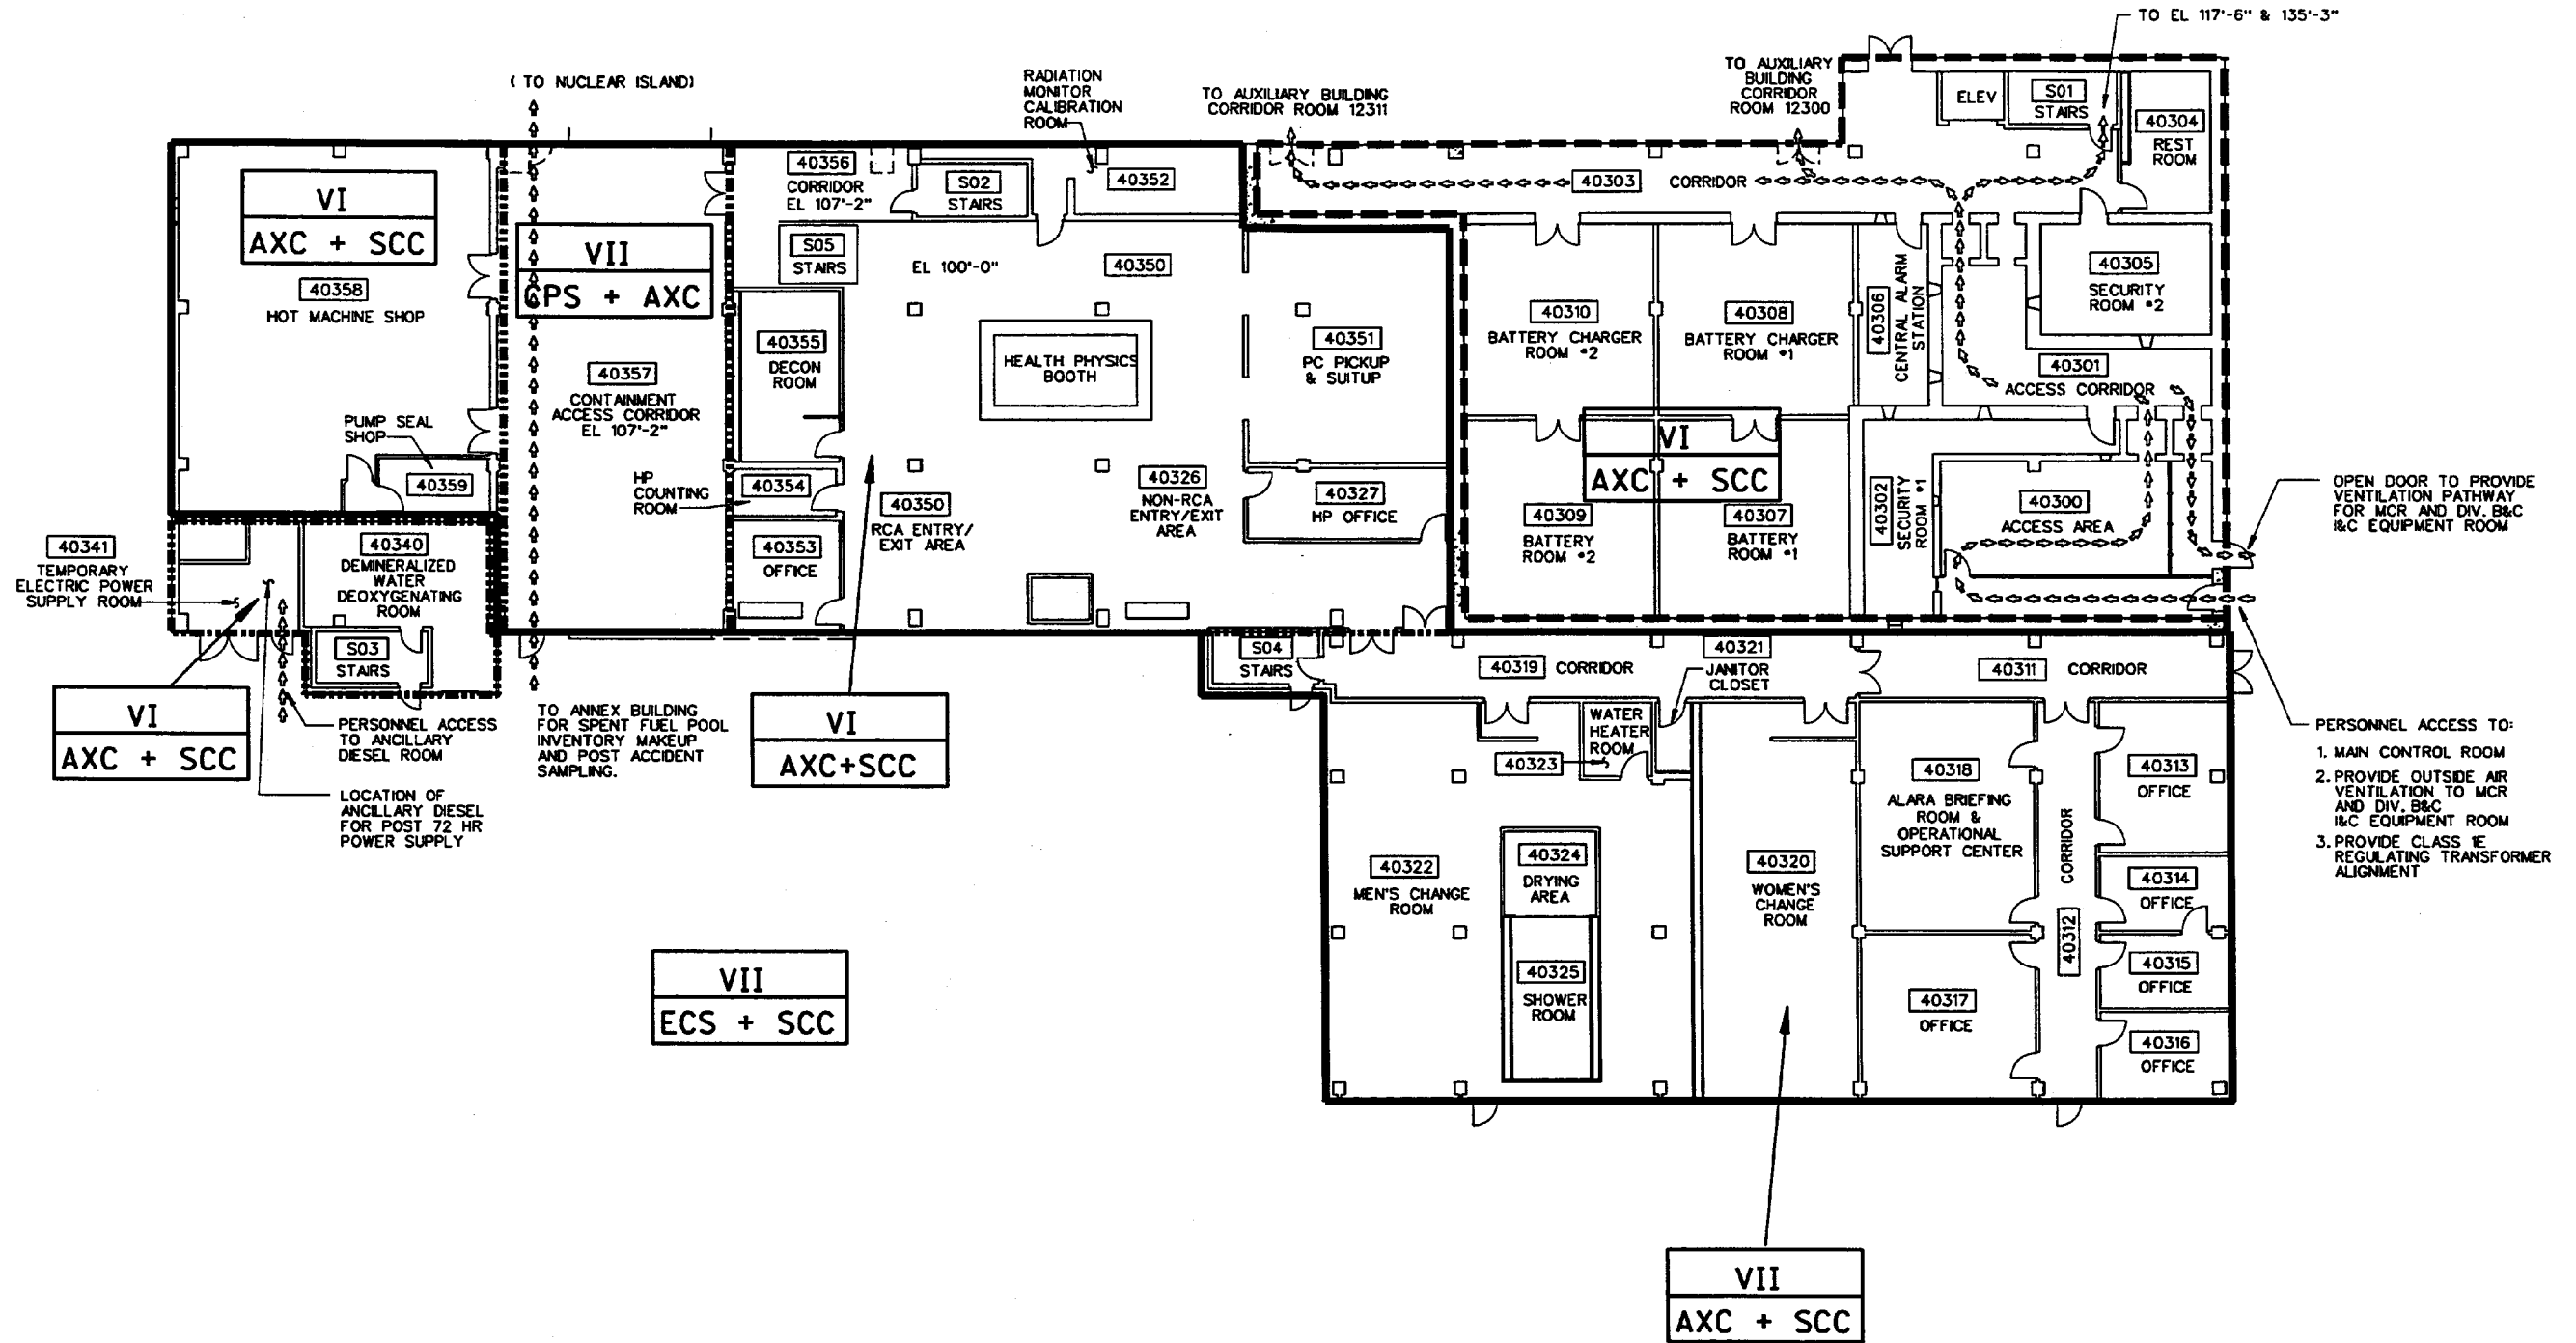 TO EL 117'-6" & 135'-3"
( TO NUCLEAR ISLAND)
RADIATION
MONITOR
CALIBRATION
ROOM
TO AUXILIARY BUILDING
CORRIDOR ROOM 12311
TO AUXILIARY
BUILDING
CORRIDOR
ROOM 12300
ELEV
S01
STAIRS
40304
REST
ROOM
VI
AXC + SCC
40358
HOT MACHINE SHOP
PUMP SEAL
SHOP
40359
VII
CPS + AXC
40357
CONTAINMENT
ACCESS CORRIDOR
EL 107'-2"
40356
CORRIDOR
EL 107'-2"
S02
STAIRS
40352
S05
STAIRS
EL 100'-0"
40350
40355
DECON
ROOM
HEALTH PHYSICS
BOOTH
40351
PC PICKUP
& SUITUP
HP
COUNTING
ROOM
40354
40353
OFFICE
40350
RCA ENTRY/
EXIT AREA
40326
NON-RCA
ENTRY/EXIT
AREA
40327
HP OFFICE
40303
CORRIDOR
40310
BATTERY CHARGER
ROOM #2
40308
BATTERY CHARGER
ROOM #1
40306
CENTRAL ALARM
STATION
40305
SECURITY
ROOM #2
40301
ACCESS CORRIDOR
VI
AXC + SCC
40309
BATTERY
ROOM #2
40307
BATTERY
ROOM #1
40302
SECURITY
ROOM #1
40300
ACCESS AREA
OPEN DOOR TO PROVIDE
VENTILATION PATHWAY
FOR MCR AND DIV. B&C
I&C EQUIPMENT ROOM
40341
TEMPORARY
ELECTRIC POWER
SUPPLY ROOM
40340
DEMINERALIZED
WATER
DEOXYGENATING
ROOM
S03
STAIRS
VI
AXC + SCC
PERSONNEL ACCESS
TO ANCILLARY
DIESEL ROOM
LOCATION OF
ANCILLARY DIESEL
FOR POST 72 HR
POWER SUPPLY
TO ANNEX BUILDING
FOR SPENT FUEL POOL
INVENTORY MAKEUP
AND POST ACCIDENT
SAMPLING.
VI
AXC+SCC
S04
STAIRS
40319 CORRIDOR
40321
JANITOR
CLOSET
40311 CORRIDOR
WATER
HEATER
ROOM
40323
40322
MEN'S CHANGE
ROOM
40324
DRYING
AREA
40325
SHOWER
ROOM
40320
WOMEN'S
CHANGE
ROOM
40318
ALARA BRIEFING
ROOM &
OPERATIONAL
SUPPORT CENTER
40317
OFFICE
CORRIDOR
40312
40313
OFFICE
40314
OFFICE
40315
OFFICE
40316
OFFICE
PERSONNEL ACCESS TO:
1. MAIN CONTROL ROOM
2. PROVIDE OUTSIDE AIR
VENTILATION TO MCR
AND DIV. B&C
I&C EQUIPMENT ROOM
3. PROVIDE CLASS 1E
REGULATING TRANSFORMER
ALIGNMENT
VII
ECS + SCC
VII
AXC + SCC